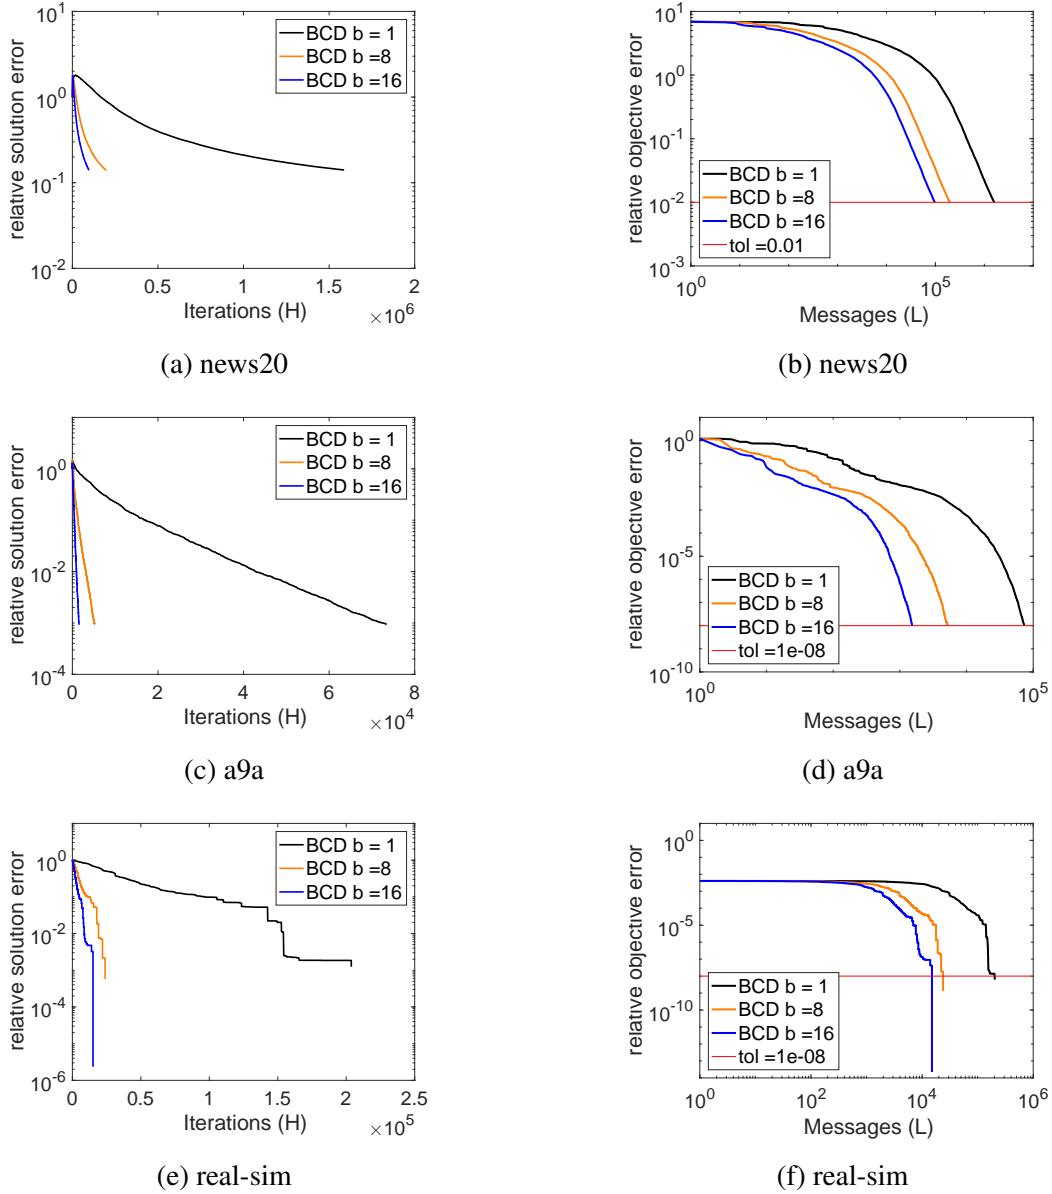 relative solution error
10^1
10^0
10^-1
10^-2
0
0.5
1
1.5
2
Iterations (H)
×10^6
BCD b = 1
BCD b =8
BCD b =16
(a) news20
relative objective error
10^1
10^0
10^-1
10^-2
10^-3
10^0
10^5
Messages (L)
BCD b = 1
BCD b =8
BCD b =16
tol =0.01
(b) news20
relative solution error
10^0
10^-2
10^-4
0
2
4
6
8
Iterations (H)
×10^4
BCD b = 1
BCD b =8
BCD b =16
(c) a9a
relative objective error
10^0
10^-5
10^-10
10^0
10^5
Messages (L)
BCD b = 1
BCD b =8
BCD b =16
tol =1e-08
(d) a9a
relative solution error
10^0
10^-2
10^-4
10^-6
0
0.5
1
1.5
2
2.5
Iterations (H)
×10^5
BCD b = 1
BCD b =8
BCD b =16
(e) real-sim
relative objective error
10^0
10^-5
10^-10
10^0
10^2
10^4
10^6
Messages (L)
BCD b = 1
BCD b =8
BCD b =16
tol =1e-08
(f) real-sim